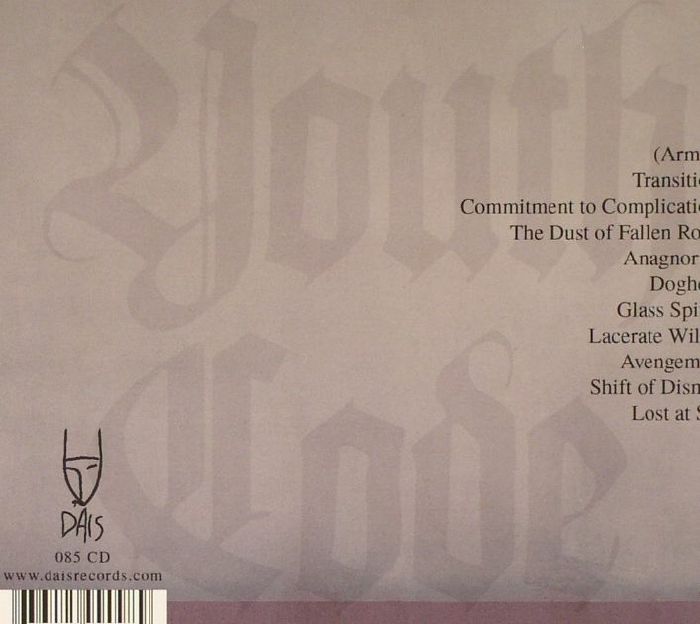 Youth
Code
(Arm
Transiti
Commitment to Complicati
The Dust of Fallen Ro
Anagnor
Dogh
Glass Spi
Lacerate Wil
Avengem
Shift of Dism
Lost at S
DAIS
085 CD
www.daisrecords.com